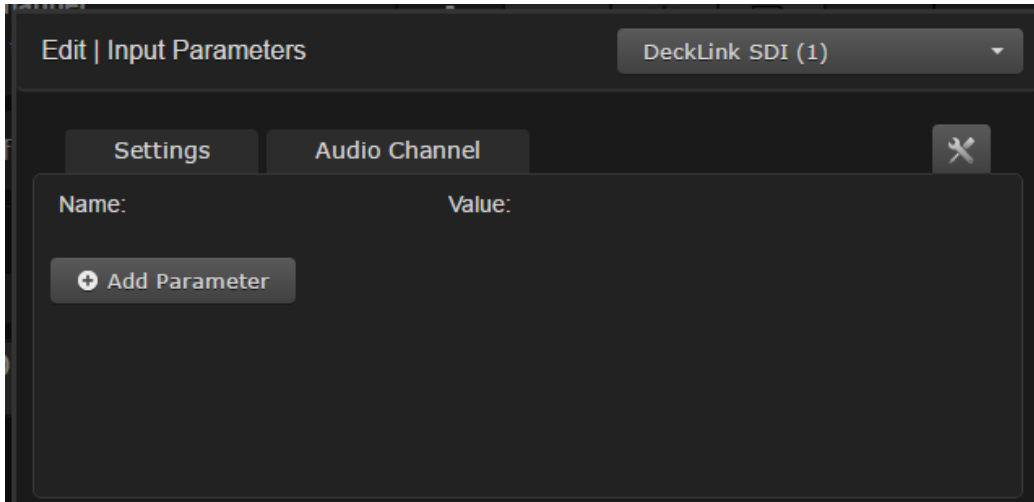 Edit | Input Parameters
DeckLink SDI (1)
Settings
Audio Channel
Name:
Value:
Add Parameter